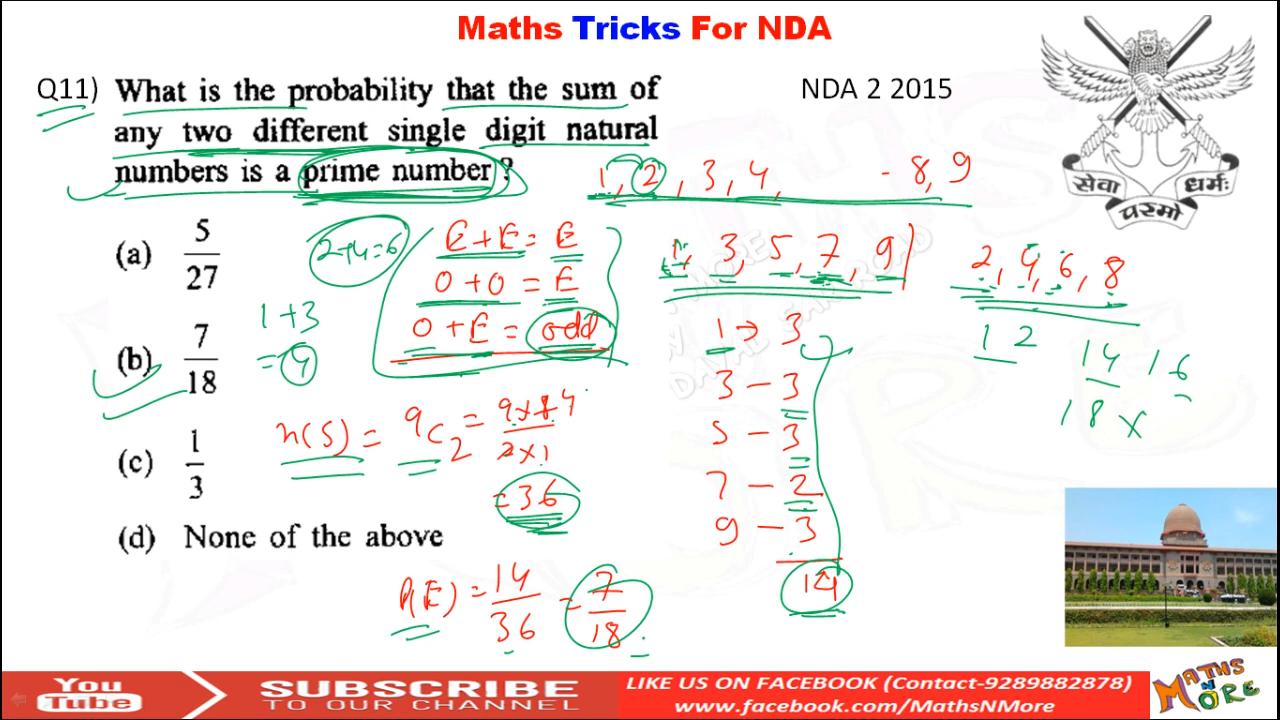 Maths Tricks For NDA
Q11) What is the probability that the sum of
any two different single digit natural
numbers is a prime number?
NDA 2 2015
1, 2, 3, 4, - 8, 9
सेवा परमो धर्मः
(a) 5/27
2+4=6
E+E=E
O+O=E
O+E=odd
1, 3, 5, 7, 9
2, 4, 6, 8
1+3
=4
1 → 3
3 - 3
5 - 3
7 - 2
9 - 3
14
1 2
14 16
18 x
(b) 7/18
n(S) = 9C2 = 9×84/2×1
=36
(c) 1/3
(d) None of the above
P(E) = 14/36 = 7/18
You Tube
SUBSCRIBE
TO OUR CHANNEL
LIKE US ON FACEBOOK (Contact-9289882878)
www.facebook.com/MathsNMore
MATHS N MORE